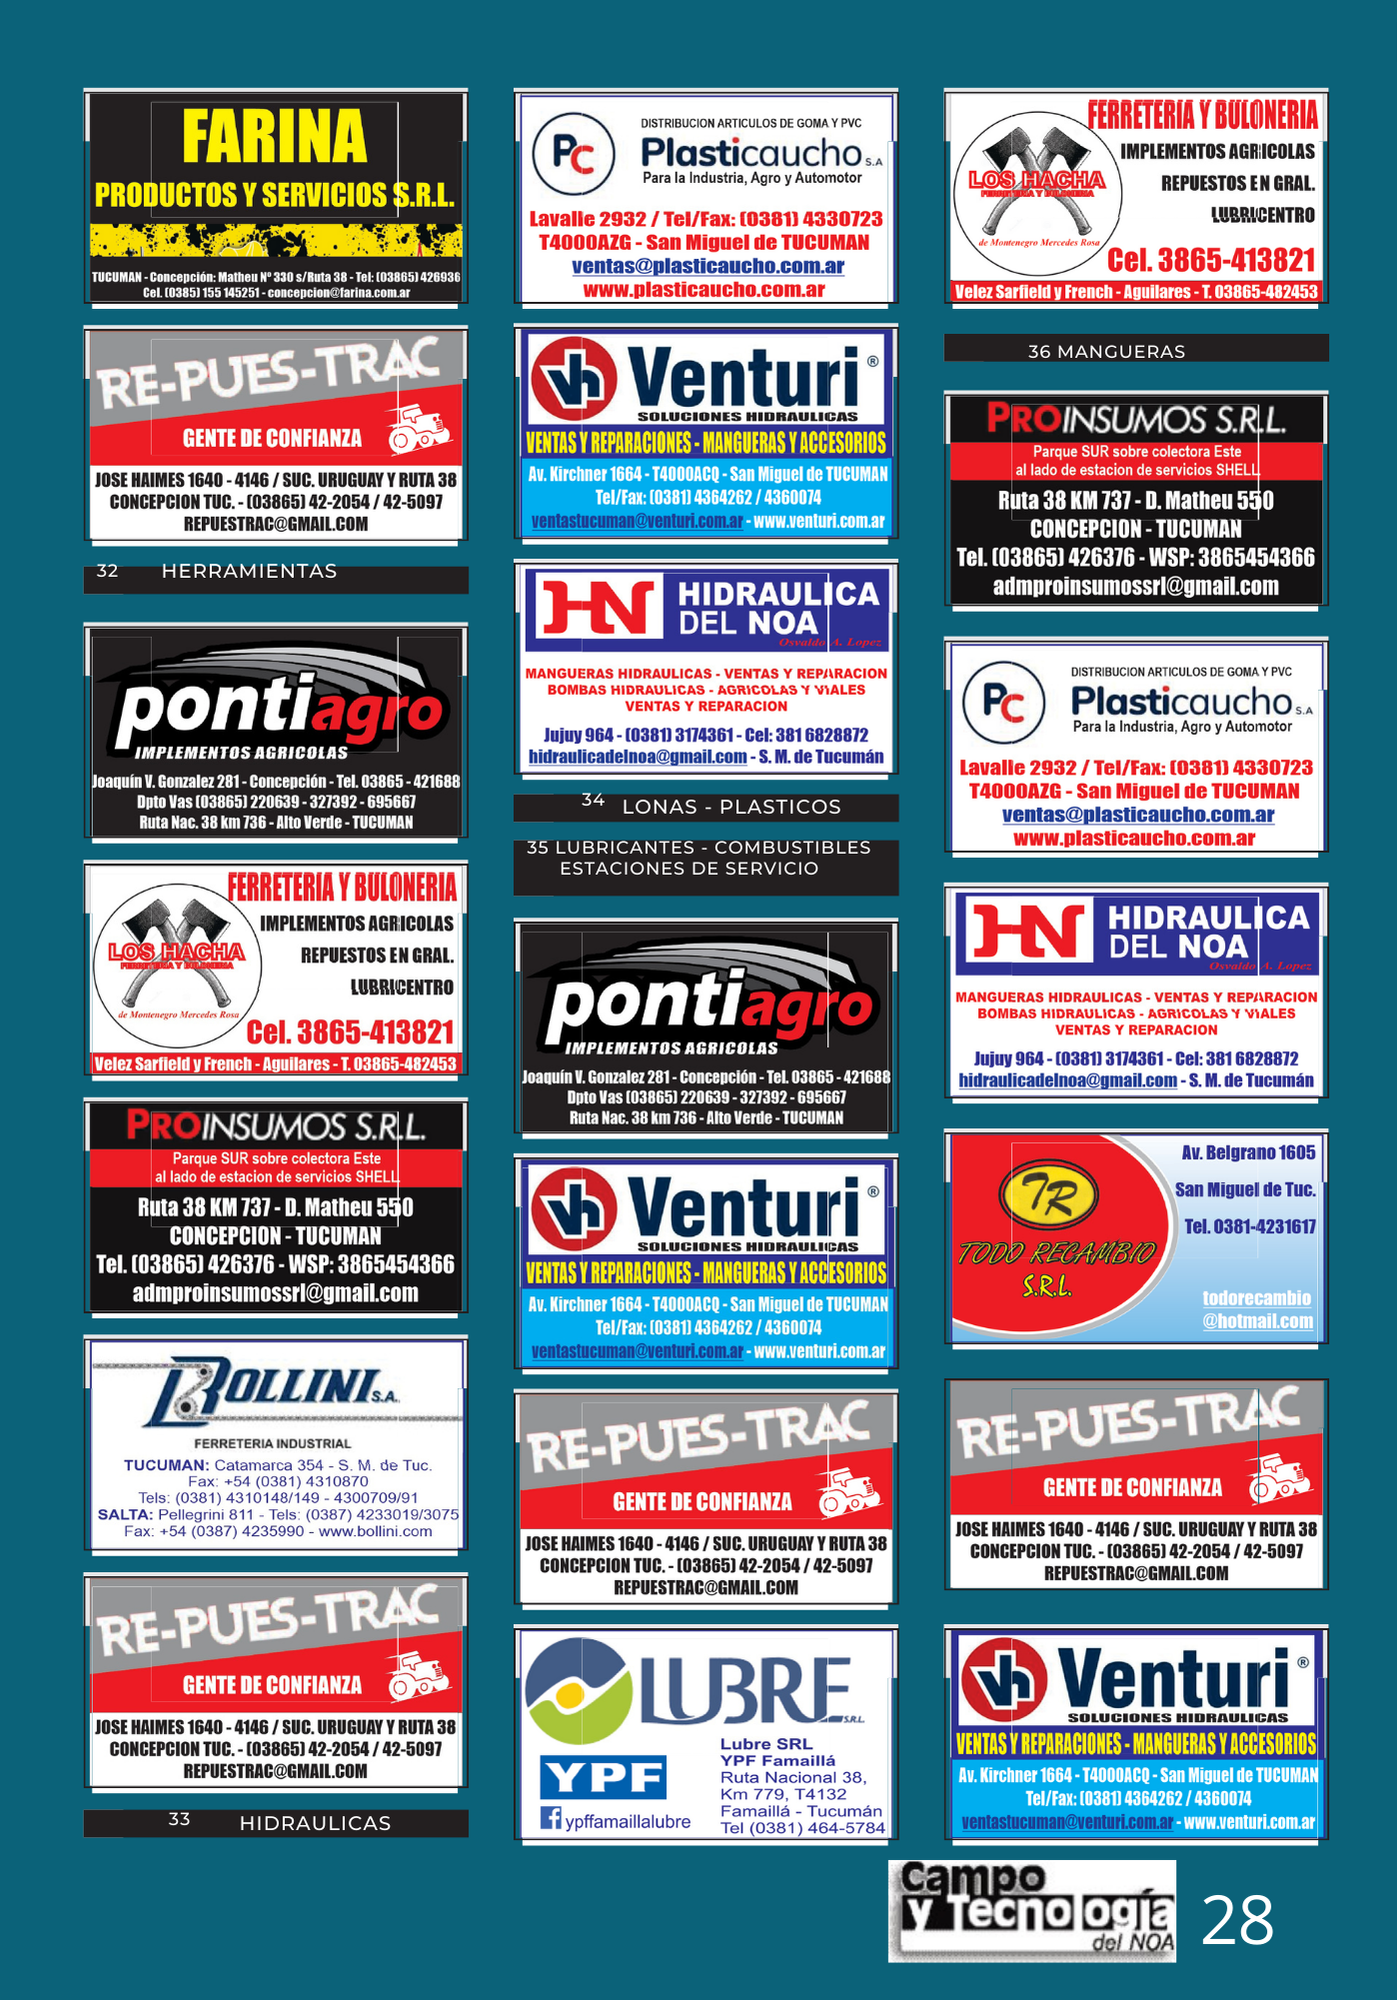 FARINA
PRODUCTOS Y SERVICIOS S.R.L.
TUCUMAN - Concepción: Matheu Nº 330 s/Ruta 38 - Tel: (03865) 426936
Cel. (0385) 155 145251 - concepcion@farina.com.ar
RE-PUES-TRAC
GENTE DE CONFIANZA
JOSE HAIMES 1640 - 4146 / SUC. URUGUAY Y RUTA 38
CONCEPCION TUC. - (03865) 42-2054 / 42-5097
REPUESTRAC@GMAIL.COM
32 HERRAMIENTAS
pontiagro
IMPLEMENTOS AGRICOLAS
Joaquín V. Gonzalez 281 - Concepción - Tel. 03865 - 421688
Dpto Vas (03865) 220639 - 327392 - 695667
Ruta Nac. 38 km 736 - Alto Verde - TUCUMAN
FERRETERIA Y BULONERIA
IMPLEMENTOS AGRICOLAS
REPUESTOS EN GRAL.
LUBRICENTRO
LOS HACHA
FERRETERIA Y BULONERIA
de Montenegro Mercedes Rosa
Cel. 3865-413821
Velez Sarfield y French - Aguilares - T. 03865-482453
PROINSUMOS S.R.L.
Parque SUR sobre colectora Este
al lado de estacion de servicios SHELL
Ruta 38 KM 737 - D. Matheu 550
CONCEPCION - TUCUMAN
Tel. (03865) 426376 - WSP: 3865454366
admproinsumossrl@gmail.com
BOLLINI S.A.
FERRETERIA INDUSTRIAL
TUCUMAN: Catamarca 354 - S. M. de Tuc.
Fax: +54 (0381) 4310870
Tels: (0381) 4310148/149 - 4300709/91
SALTA: Pellegrini 811 - Tels: (0387) 4233019/3075
Fax: +54 (0387) 4235990 - www.bollini.com
RE-PUES-TRAC
GENTE DE CONFIANZA
JOSE HAIMES 1640 - 4146 / SUC. URUGUAY Y RUTA 38
CONCEPCION TUC. - (03865) 42-2054 / 42-5097
REPUESTRAC@GMAIL.COM
33 HIDRAULICAS
DISTRIBUCION ARTICULOS DE GOMA Y PVC
PC Plasticaucho S.A
Para la Industria, Agro y Automotor
Lavalle 2932 / Tel/Fax: (0381) 4330723
T4000AZG - San Miguel de TUCUMAN
ventas@plasticaucho.com.ar
www.plasticaucho.com.ar
vh Venturi ®
SOLUCIONES HIDRAULICAS
VENTAS Y REPARACIONES - MANGUERAS Y ACCESORIOS
Av. Kirchner 1664 - T4000ACQ - San Miguel de TUCUMAN
Tel/Fax: (0381) 4364262 / 4360074
ventastucuman@venturi.com.ar - www.venturi.com.ar
HN HIDRAULICA
DEL NOA
Osvaldo A. Lopez
MANGUERAS HIDRAULICAS - VENTAS Y REPARACION
BOMBAS HIDRAULICAS - AGRICOLAS Y VIALES
VENTAS Y REPARACION
Jujuy 964 - (0381) 3174361 - Cel: 381 6828872
hidraulicadelnoa@gmail.com - S. M. de Tucumán
34 LONAS - PLASTICOS
35 LUBRICANTES - COMBUSTIBLES
ESTACIONES DE SERVICIO
pontiagro
IMPLEMENTOS AGRICOLAS
Joaquín V. Gonzalez 281 - Concepción - Tel. 03865 - 421688
Dpto Vas (03865) 220639 - 327392 - 695667
Ruta Nac. 38 km 736 - Alto Verde - TUCUMAN
vh Venturi ®
SOLUCIONES HIDRAULICAS
VENTAS Y REPARACIONES - MANGUERAS Y ACCESORIOS
Av. Kirchner 1664 - T4000ACQ - San Miguel de TUCUMAN
Tel/Fax: (0381) 4364262 / 4360074
ventastucuman@venturi.com.ar - www.venturi.com.ar
RE-PUES-TRAC
GENTE DE CONFIANZA
JOSE HAIMES 1640 - 4146 / SUC. URUGUAY Y RUTA 38
CONCEPCION TUC. - (03865) 42-2054 / 42-5097
REPUESTRAC@GMAIL.COM
LUBRE S.R.L.
YPF
ypffamaillalubre
Lubre SRL
YPF Famaillá
Ruta Nacional 38,
Km 779, T4132
Famaillá - Tucumán
Tel (0381) 464-5784
FERRETERIA Y BULONERIA
IMPLEMENTOS AGRICOLAS
REPUESTOS EN GRAL.
LUBRICENTRO
LOS HACHA
FERRETERIA Y BULONERIA
de Montenegro Mercedes Rosa
Cel. 3865-413821
Velez Sarfield y French - Aguilares - T. 03865-482453
36 MANGUERAS
PROINSUMOS S.R.L.
Parque SUR sobre colectora Este
al lado de estacion de servicios SHELL
Ruta 38 KM 737 - D. Matheu 550
CONCEPCION - TUCUMAN
Tel. (03865) 426376 - WSP: 3865454366
admproinsumossrl@gmail.com
DISTRIBUCION ARTICULOS DE GOMA Y PVC
PC Plasticaucho S.A
Para la Industria, Agro y Automotor
Lavalle 2932 / Tel/Fax: (0381) 4330723
T4000AZG - San Miguel de TUCUMAN
ventas@plasticaucho.com.ar
www.plasticaucho.com.ar
HN HIDRAULICA
DEL NOA
Osvaldo A. Lopez
MANGUERAS HIDRAULICAS - VENTAS Y REPARACION
BOMBAS HIDRAULICAS - AGRICOLAS Y VIALES
VENTAS Y REPARACION
Jujuy 964 - (0381) 3174361 - Cel: 381 6828872
hidraulicadelnoa@gmail.com - S. M. de Tucumán
TR
TODO RECAMBIO
S.R.L.
Av. Belgrano 1605
San Miguel de Tuc.
Tel. 0381-4231617
todorecambio
@hotmail.com
RE-PUES-TRAC
GENTE DE CONFIANZA
JOSE HAIMES 1640 - 4146 / SUC. URUGUAY Y RUTA 38
CONCEPCION TUC. - (03865) 42-2054 / 42-5097
REPUESTRAC@GMAIL.COM
vh Venturi ®
SOLUCIONES HIDRAULICAS
VENTAS Y REPARACIONES - MANGUERAS Y ACCESORIOS
Av. Kirchner 1664 - T4000ACQ - San Miguel de TUCUMAN
Tel/Fax: (0381) 4364262 / 4360074
ventastucuman@venturi.com.ar - www.venturi.com.ar
Campo
y Tecnología
del NOA
28